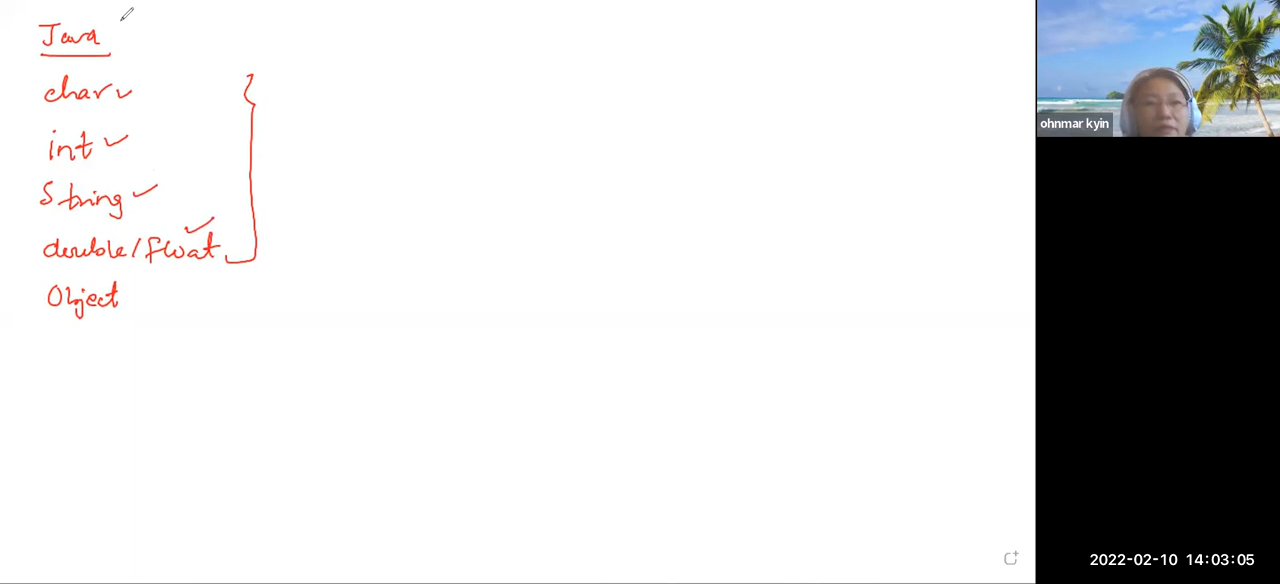 Java
char
int
String
double/float
Object
ohnmar kyin
2022-02-10 14:03:05